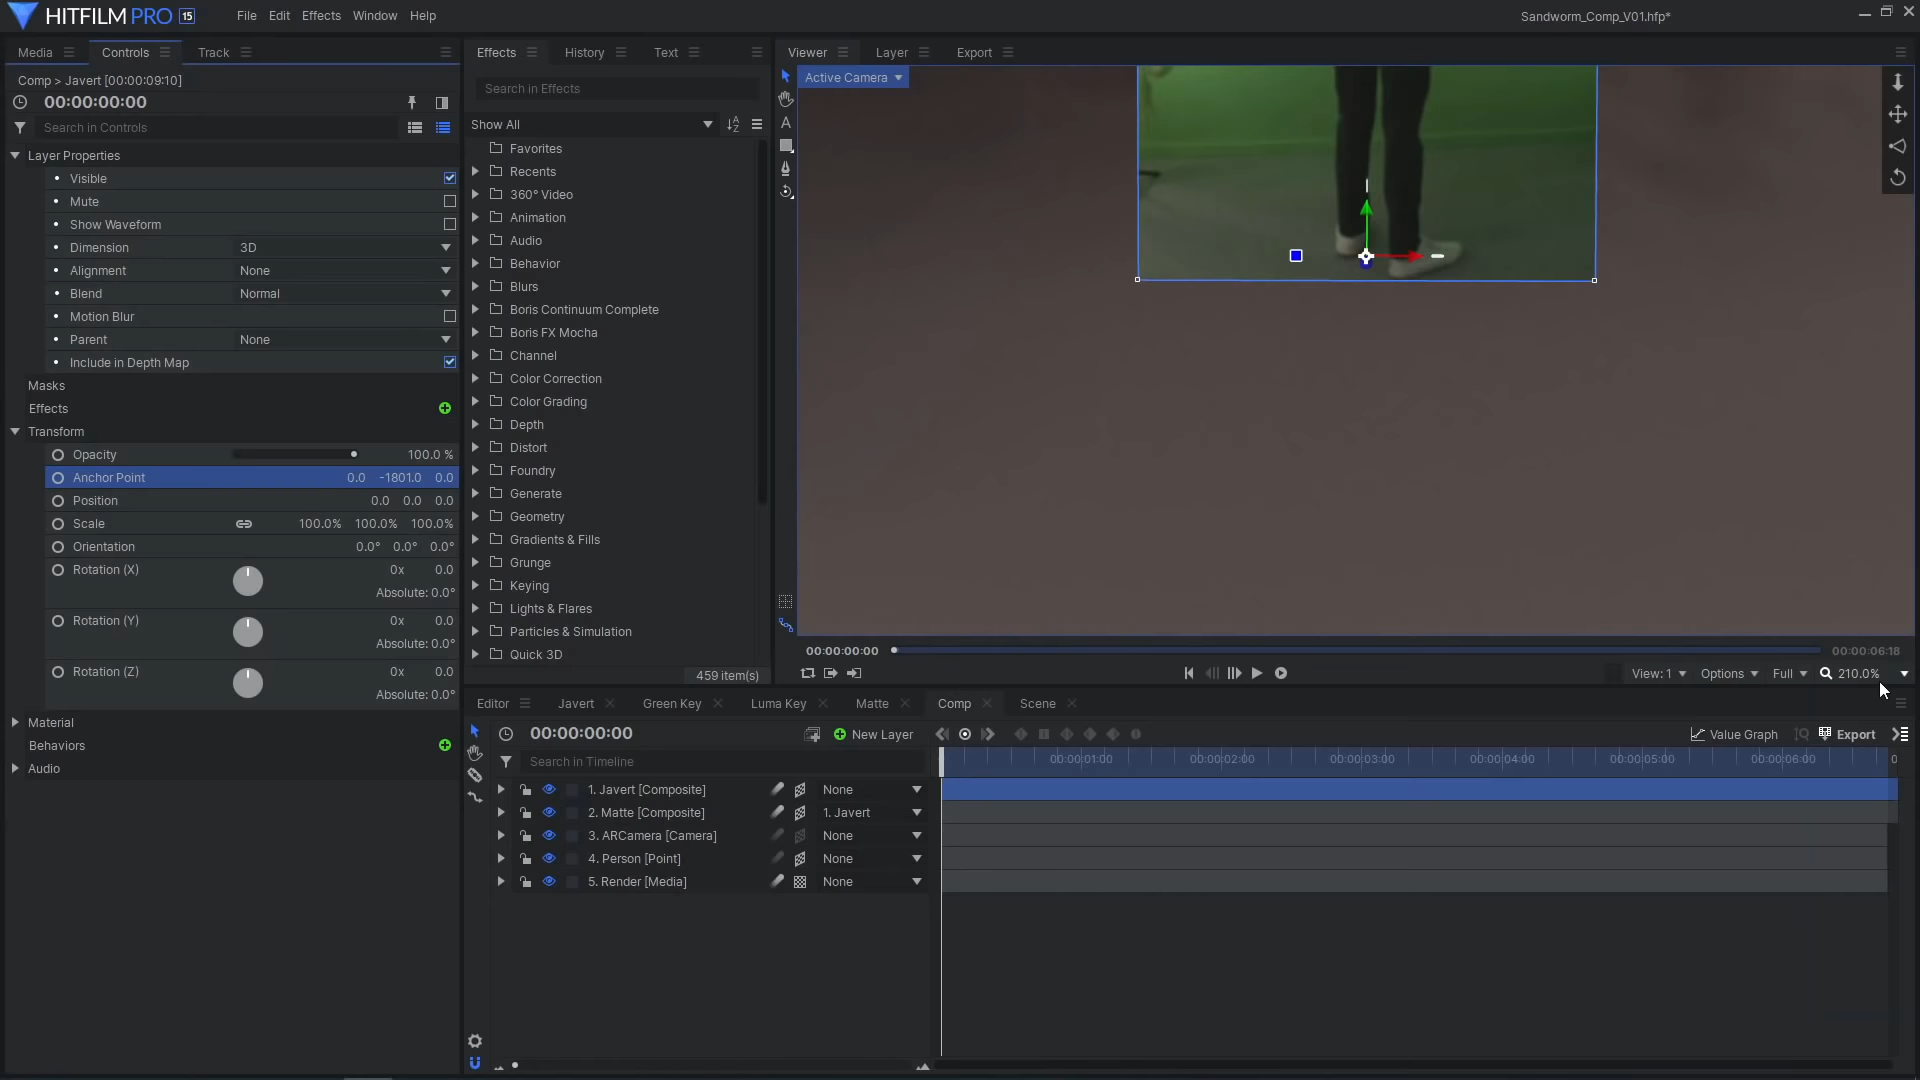 HITFILM PRO 15
File Edit Effects Window Help
Sandworm_Comp_V01.hfp*
Media Controls Track
Comp > Javert [00:00:09:10]
00:00:00:00
Search in Controls
Layer Properties
Visible
Mute
Show Waveform
Dimension 3D
Alignment None
Blend Normal
Motion Blur
Parent None
Include in Depth Map
Masks
Effects
Transform
Opacity 100.0 %
Anchor Point 0.0 -1801.0 0.0
Position 0.0 0.0 0.0
Scale 100.0% 100.0% 100.0%
Orientation 0.0° 0.0° 0.0°
Rotation (X) 0x 0.0
Absolute: 0.0°
Rotation (Y) 0x 0.0
Absolute: 0.0°
Rotation (Z) 0x 0.0
Absolute: 0.0°
Material
Behaviors
Audio
Effects History Text
Search in Effects
Show All
Favorites
Recents
360° Video
Animation
Audio
Behavior
Blurs
Boris Continuum Complete
Boris FX Mocha
Channel
Color Correction
Color Grading
Depth
Distort
Foundry
Generate
Geometry
Gradients & Fills
Grunge
Keying
Lights & Flares
Particles & Simulation
Quick 3D
459 item(s)
Viewer Layer Export
Active Camera
A
00:00:00:00 00:00:06:18
View: 1 Options Full 210.0%
Editor Javert Green Key Luma Key Matte Comp Scene
00:00:00:00 New Layer Value Graph Export
Search in Timeline
00:00:01:00 00:00:02:00 00:00:03:00 00:00:04:00 00:00:05:00 00:00:06:00 0
1. Javert [Composite] None
2. Matte [Composite] 1. Javert
3. ARCamera [Camera] None
4. Person [Point] None
5. Render [Media] None